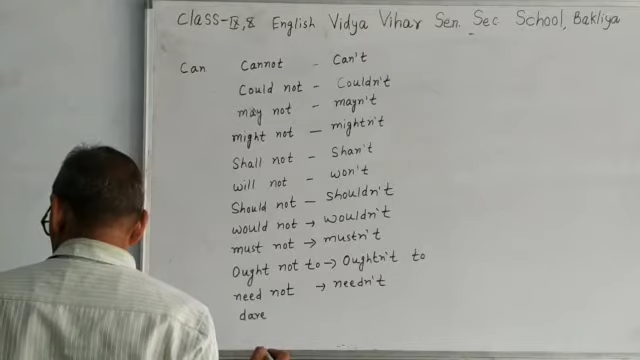 Class-IX,X English Vidya Vihar Sen. Sec. School, Bakliya
Can Cannot - Can't
Could not - Couldn't
may not - mayn't
might not - mightn't
Shall not - Shan't
will not - won't
Should not - shouldn't
would not → wouldn't
must not → mustn't
Ought not to → Oughtn't to
need not → needn't
dare